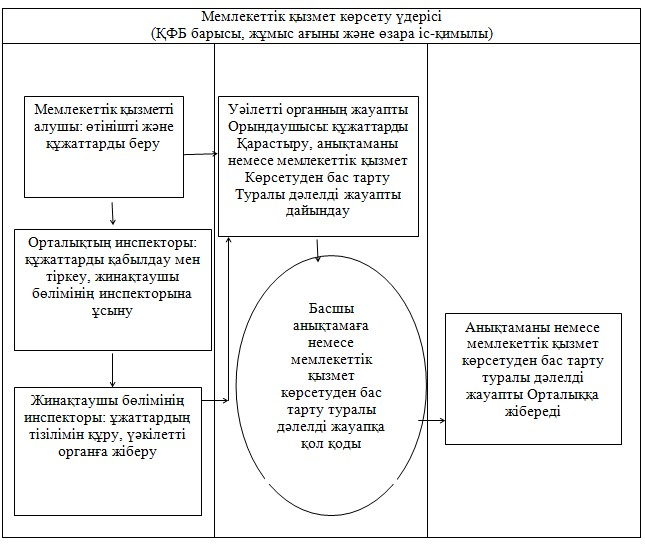 Мемлекеттік қызмет көрсету үдерісі
(ҚФБ барысы, жұмыс ағыны және өзара іс-қимылы)
Мемлекеттік қызметті
алушы: өтінішті және
құжаттарды беру
Орталықтың инспекторы:
құжаттарды қабылдау мен
тіркеу, жинақтаушы
бөлімінің инспекторына
ұсыну
Жинақтаушы бөлімінің
инспекторы: ұжаттардың
тізілімін құру, уәкілетті
органға жіберу
Уәілетті органның жауапты
Орындаушысы: құжаттарды
Қарастыру, анықтаманы
немесе мемлекеттік қызмет
Көрсетуден бас тарту
Туралы дәлелді жауапты
дайындау
Басшы
анықтамаға
немесе
мемлекеттік
қызмет
көрсетуден бас
тарту туралы
дәлелді жауапқа
қол қоды
Анықтаманы немесе
мемлекеттік қызмет
көрсетуден бас тарту
туралы дәлелді
жауапты Орталыққа
жібереді